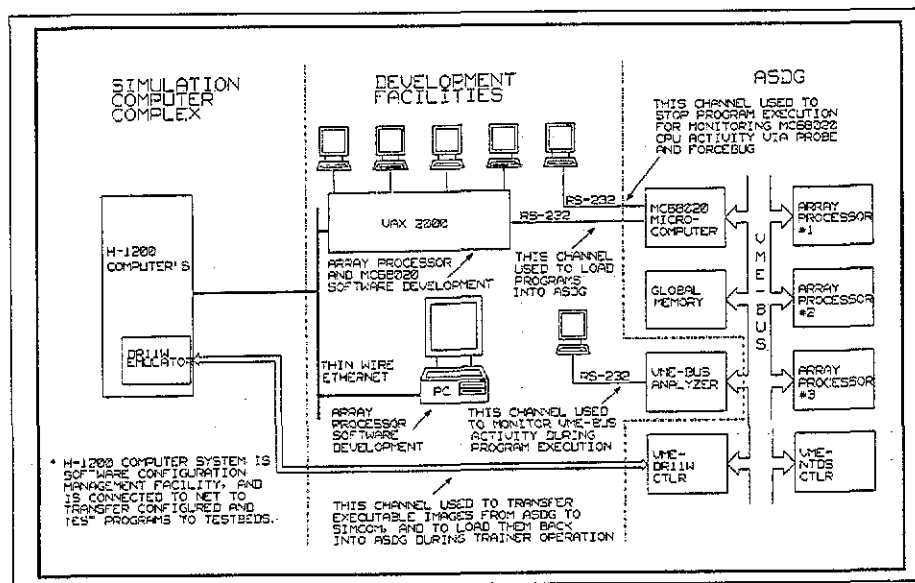 SIMULATION
COMPUTER
COMPLEX
DEVELOPMENT
FACILITIES
ASDG
THIS CHANNEL USED TO
STOP PROGRAM EXECUTION
FOR MONITORING MC68020
CPU ACTIVITY VIA PROBE
AND FORCEBUG
H-1200
COMPUTER'S
DR11W
EMULATOR
VAX 2000
RS-232
RS-232
ARRAY PROCESSOR
AND MC68020
SOFTWARE DEVELOPMENT
THIS CHANNEL
USED TO LOAD
PROGRAMS
INTO ASDG
MC68020
MICRO-
COMPUTER
GLOBAL
MEMORY
VME-BUS
ARRAY
PROCESSOR
#1
ARRAY
PROCESSOR
#2
ARRAY
PROCESSOR
#3
THIN WIRE
ETHERNET
PC
ARRAY
PROCESSOR
SOFTWARE
DEVELOPMENT
RS-232
VME-BUS
ANALYZER
THIS CHANNEL USED
TO MONITOR VME-BUS
ACTIVITY DURING
PROGRAM EXECUTION
VME-
DR11W
CTLR
VME-
NTDS
CTLR
* H-1200 COMPUTER SYSTEM IS
SOFTWARE CONFIGURATION
MANAGEMENT FACILITY, AND
IS CONNECTED TO NET TO
TRANSFER CONFIGURED AND
TEST PROGRAMS TO TESTBEDS.
THIS CHANNEL USED TO TRANSFER
EXECUTABLE IMAGES FROM ASDG TO
SIMCOM, AND TO LOAD THEM BACK
INTO ASDG DURING TRAINER OPERATION